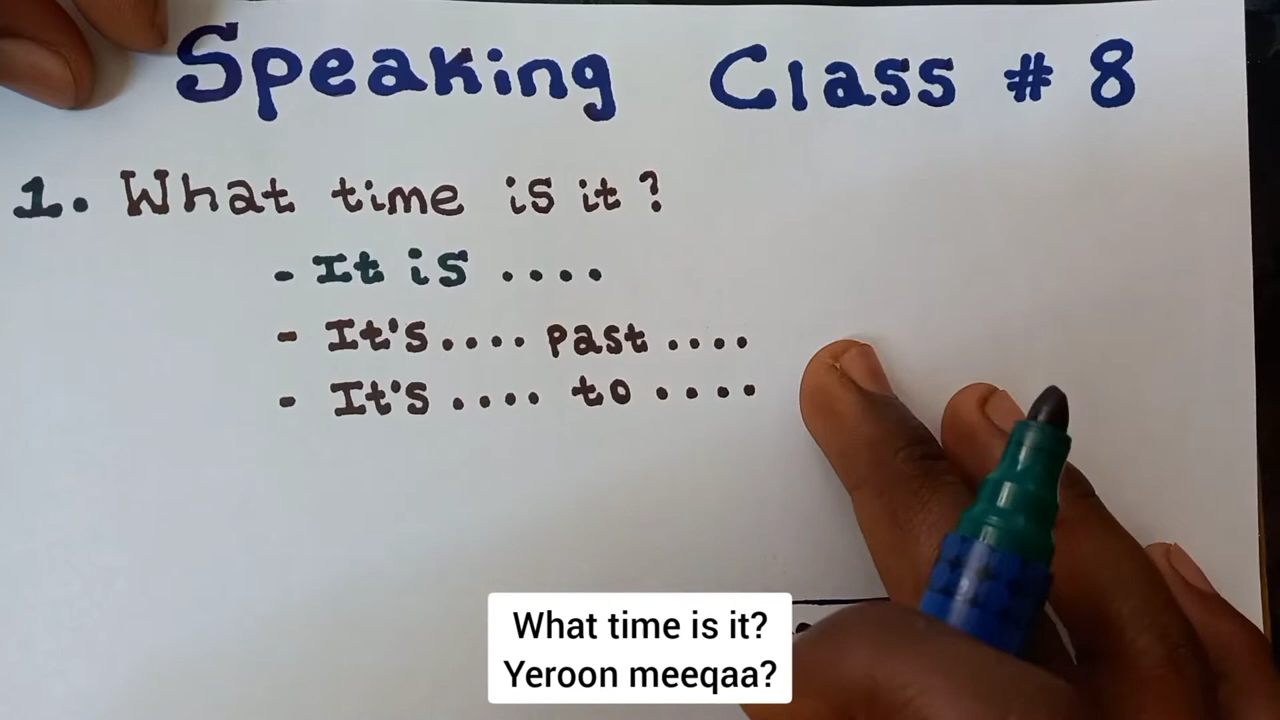 Speaking Class # 8
1. What time is it?
- It is ....
- It's .... past ....
- It's .... to ....
What time is it?
Yeroon meeqaa?